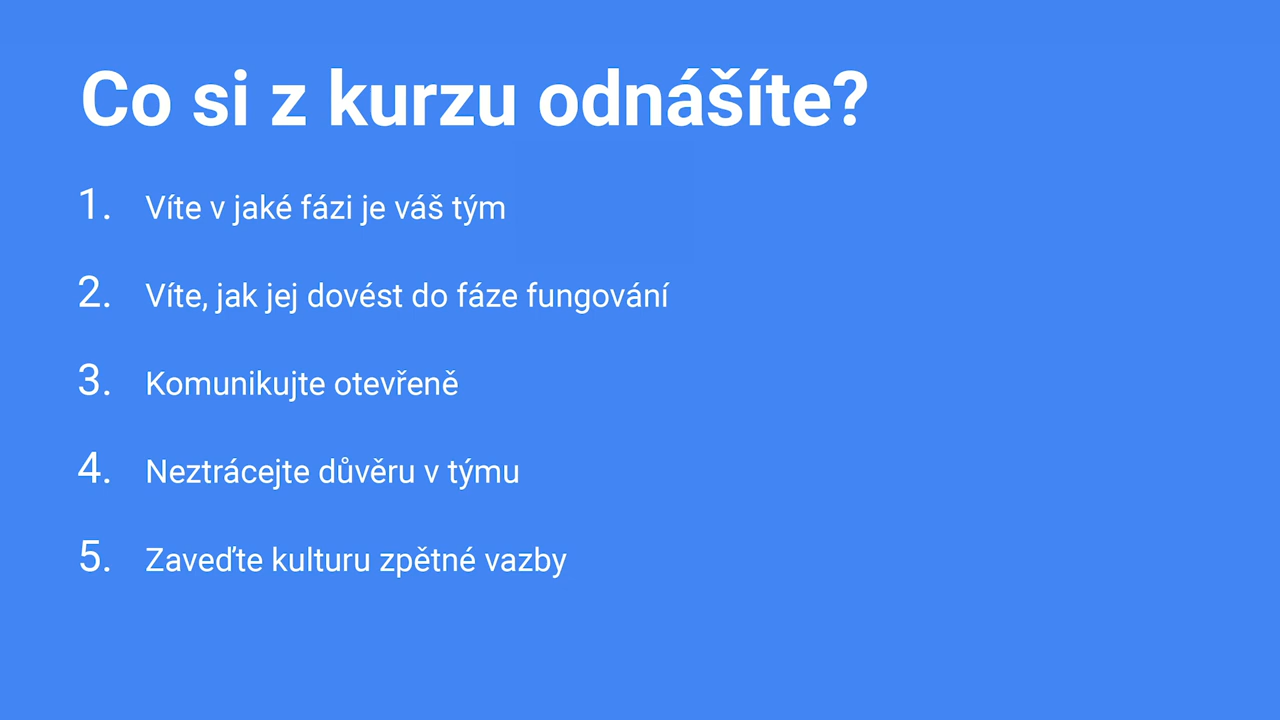 Co si z kurzu odnášíte?
1. Víte v jaké fázi je váš tým
2. Víte, jak jej dovést do fáze fungování
3. Komunikujte otevřeně
4. Neztrácejte důvěru v týmu
5. Zaveďte kulturu zpětné vazby